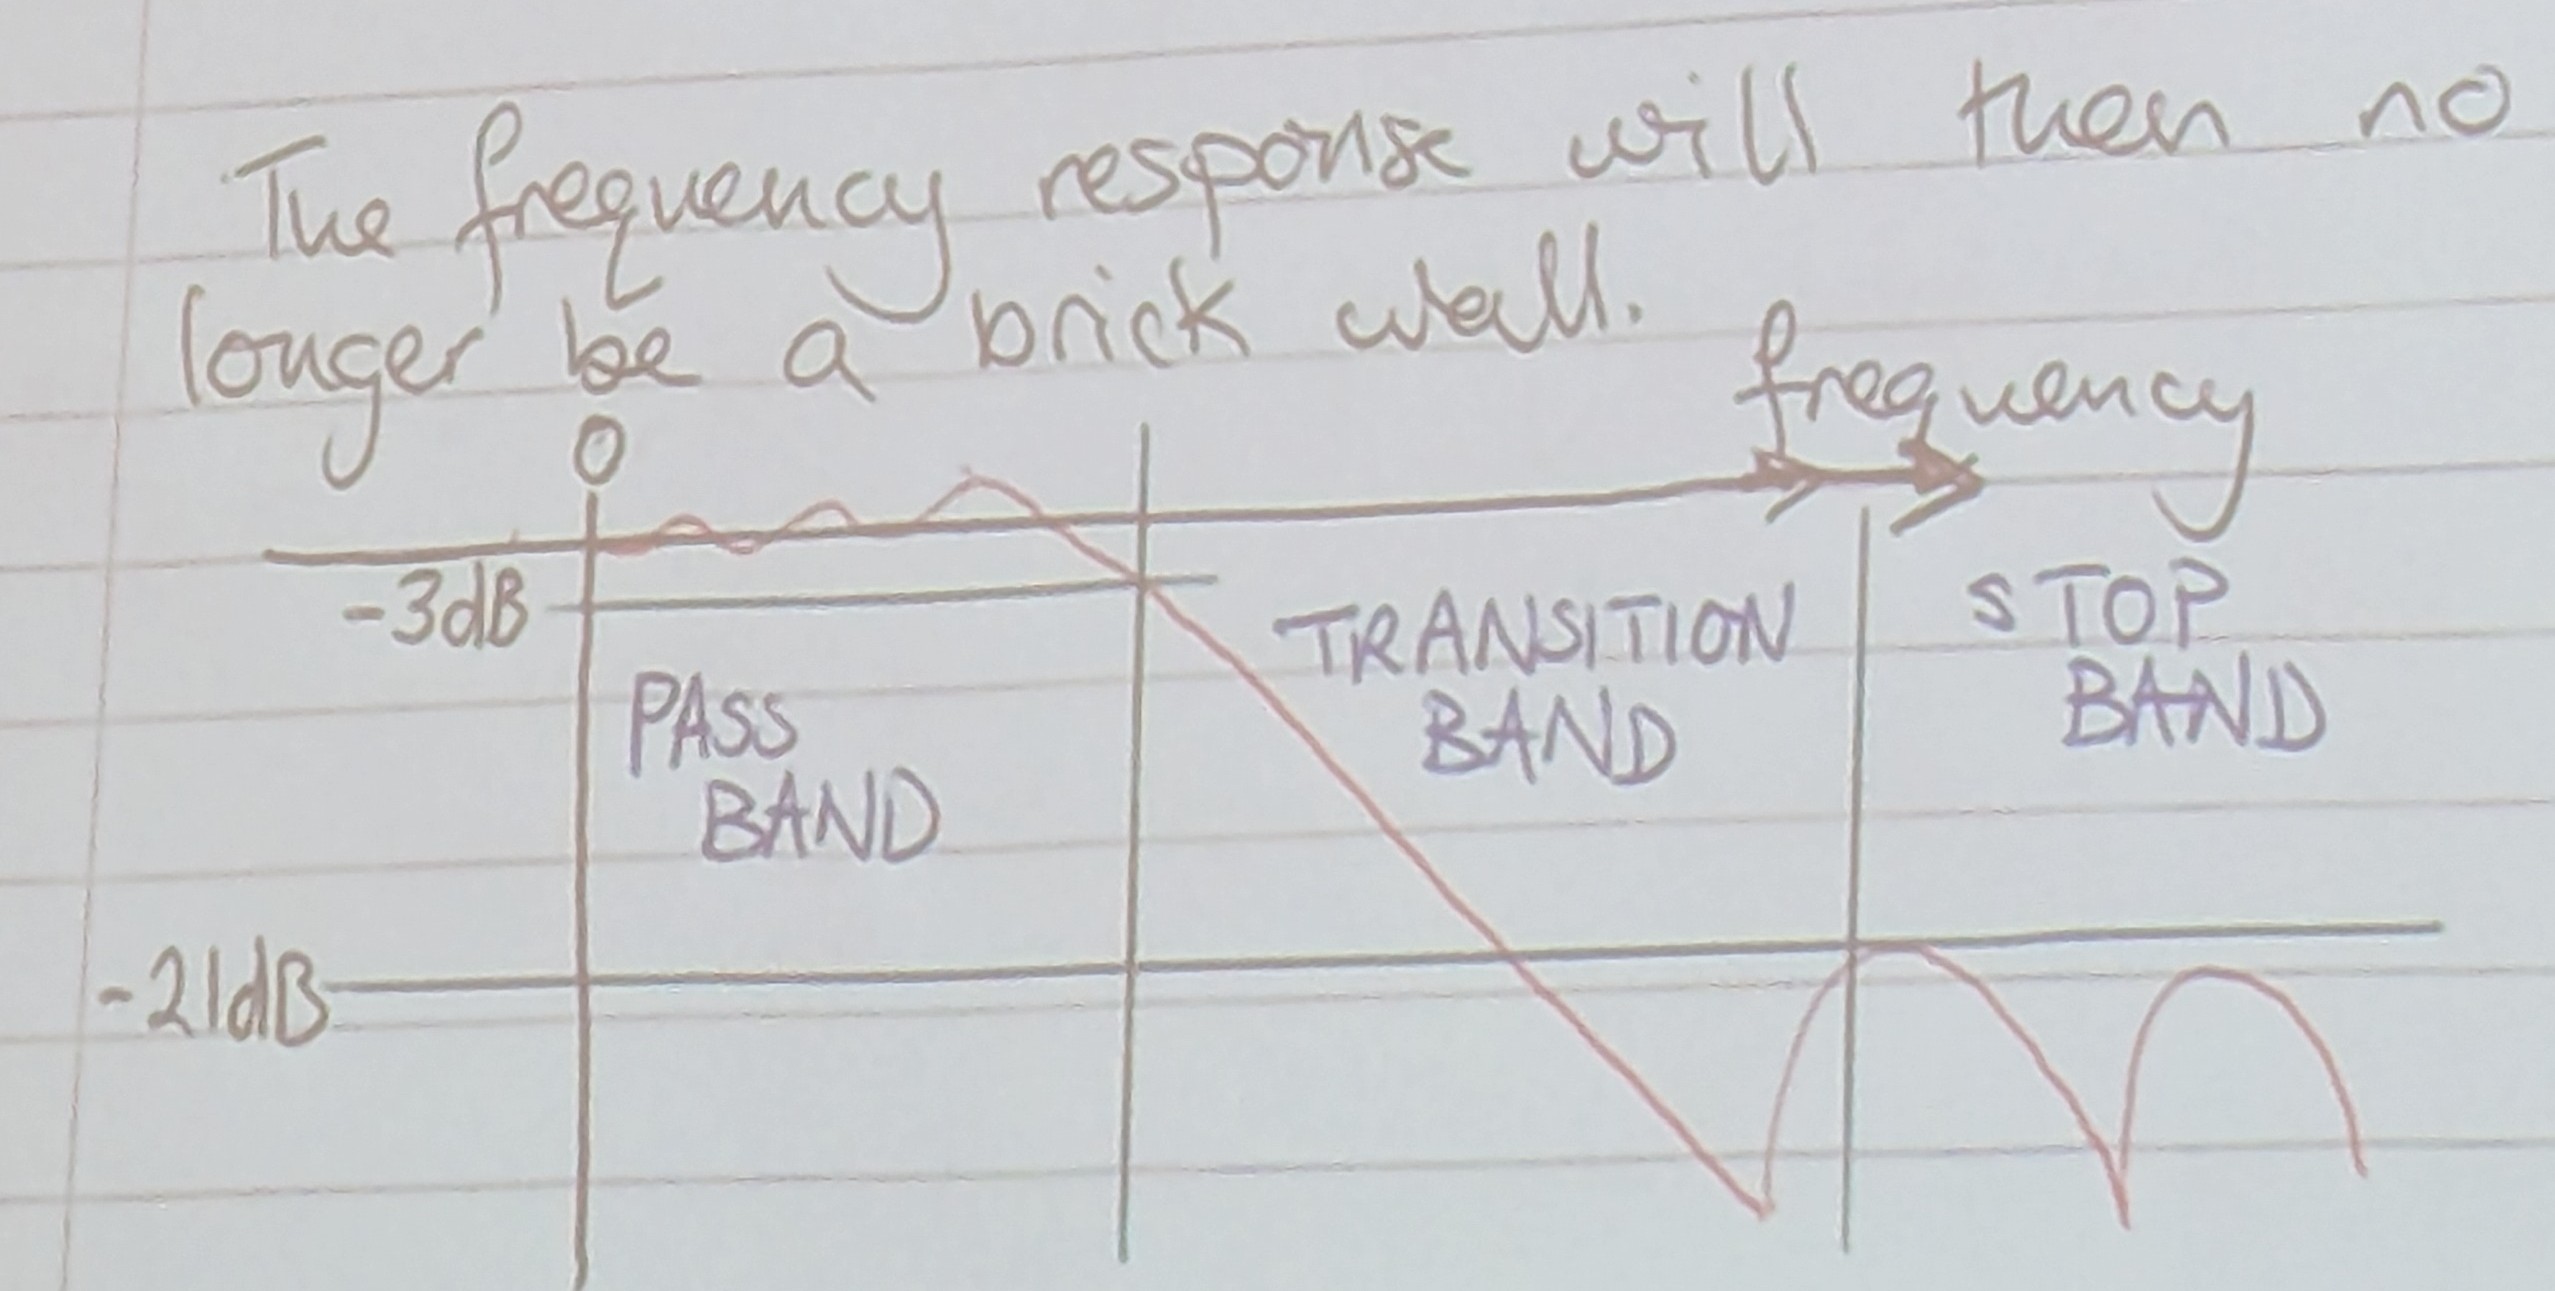 The frequency response will then no
longer be a brick wall.
frequency
0
-3dB
TRANSITION
BAND
STOP
BAND
PASS
BAND
-21dB